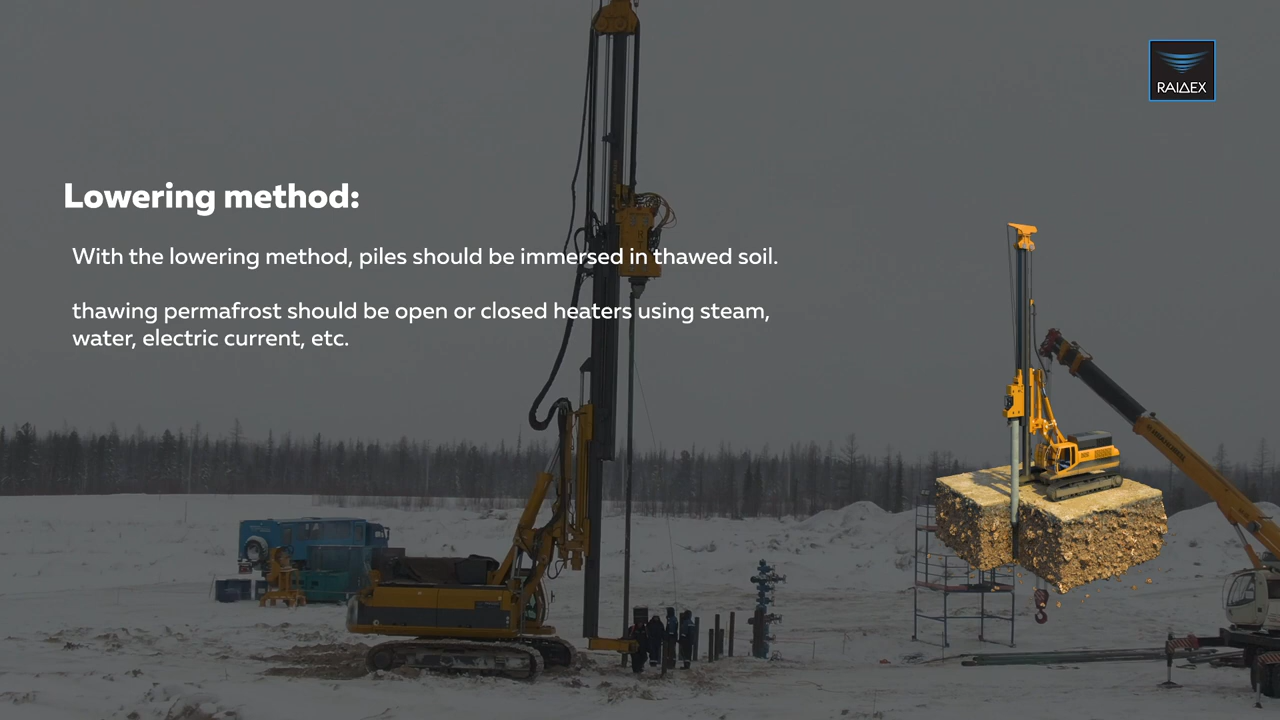 RAIDEX
Lowering method:
With the lowering method, piles should be immersed in thawed soil.
thawing permafrost should be open or closed heaters using steam,
water, electric current, etc.